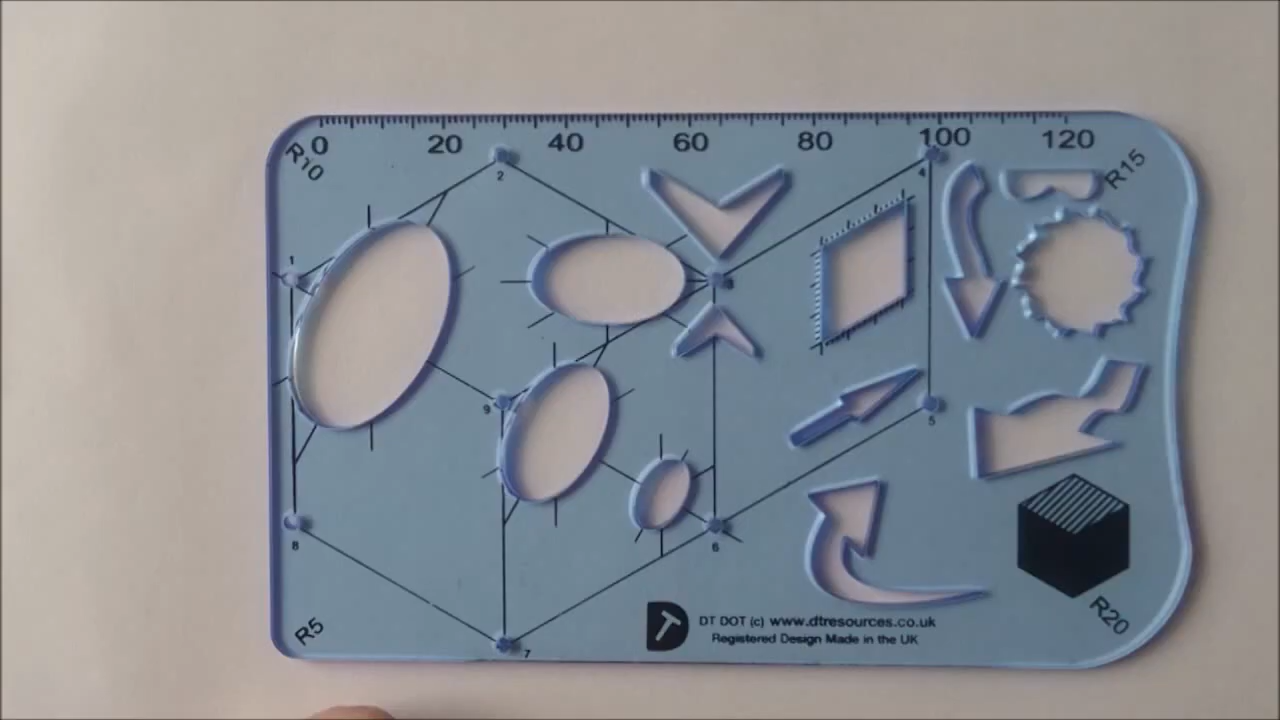 0 20 40 60 80 100 120
R10
R15
2
4
1
9
5
8
6
7
R5
R20
DT DOT (c) www.dtresources.co.uk
Registered Design Made in the UK